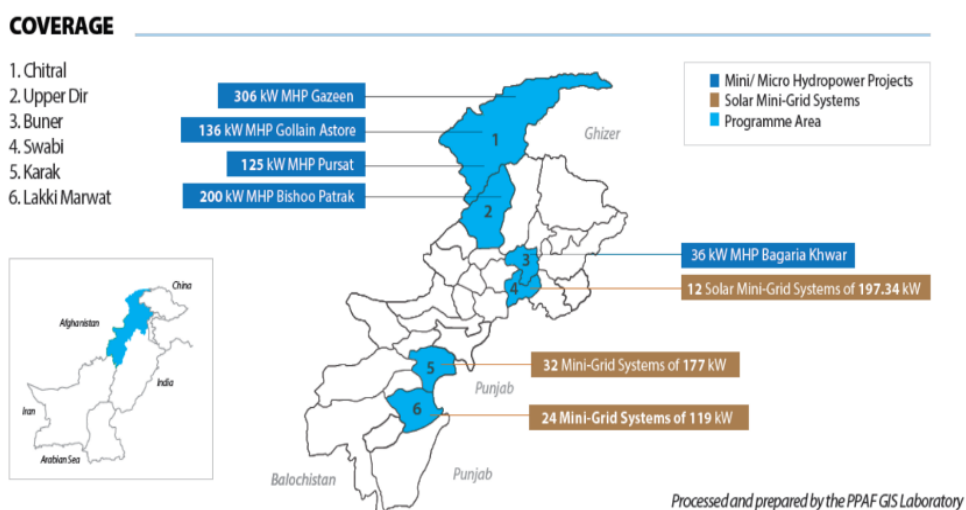 COVERAGE
1. Chitral
2. Upper Dir
3. Buner
4. Swabi
5. Karak
6. Lakki Marwat
306 kW MHP Gazeen
136 kW MHP Gollain Astore
125 kW MHP Pursat
200 kW MHP Bishoo Patrak
Mini/ Micro Hydropower Projects
Solar Mini-Grid Systems
Programme Area
Ghizer
1
2
3
4
5
6
36 kW MHP Bagaria Khwar
12 Solar Mini-Grid Systems of 197.34 kW
32 Mini-Grid Systems of 177 kW
24 Mini-Grid Systems of 119 kW
Punjab
Punjab
Balochistan
China
Afghanistan
India
Iran
Arabian Sea
Processed and prepared by the PPAF GIS Laboratory